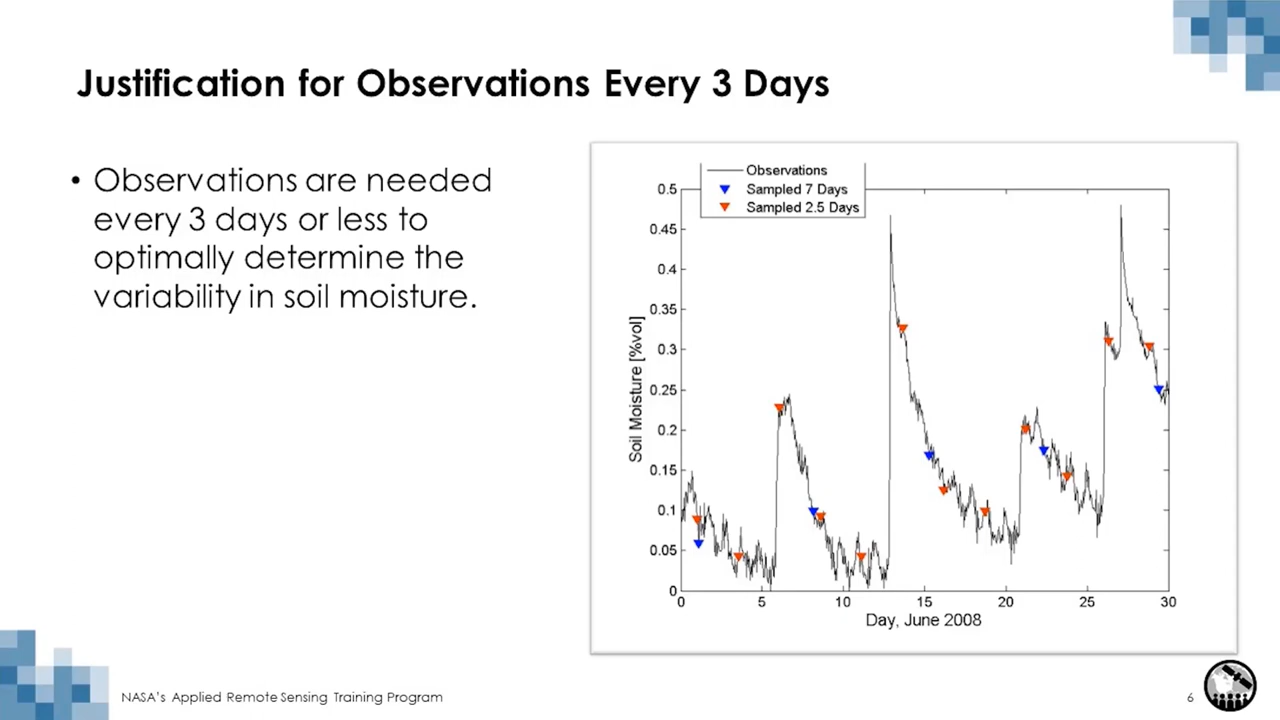 Justification for Observations Every 3 Days
• Observations are needed
every 3 days or less to
optimally determine the
variability in soil moisture.
Observations
Sampled 7 Days
Sampled 2.5 Days
0.5
0.45
0.4
0.35
0.3
0.25
0.2
0.15
0.1
0.05
0
Soil Moisture [%vol]
0 5 10 15 20 25 30
Day, June 2008
NASA's Applied Remote Sensing Training Program
6